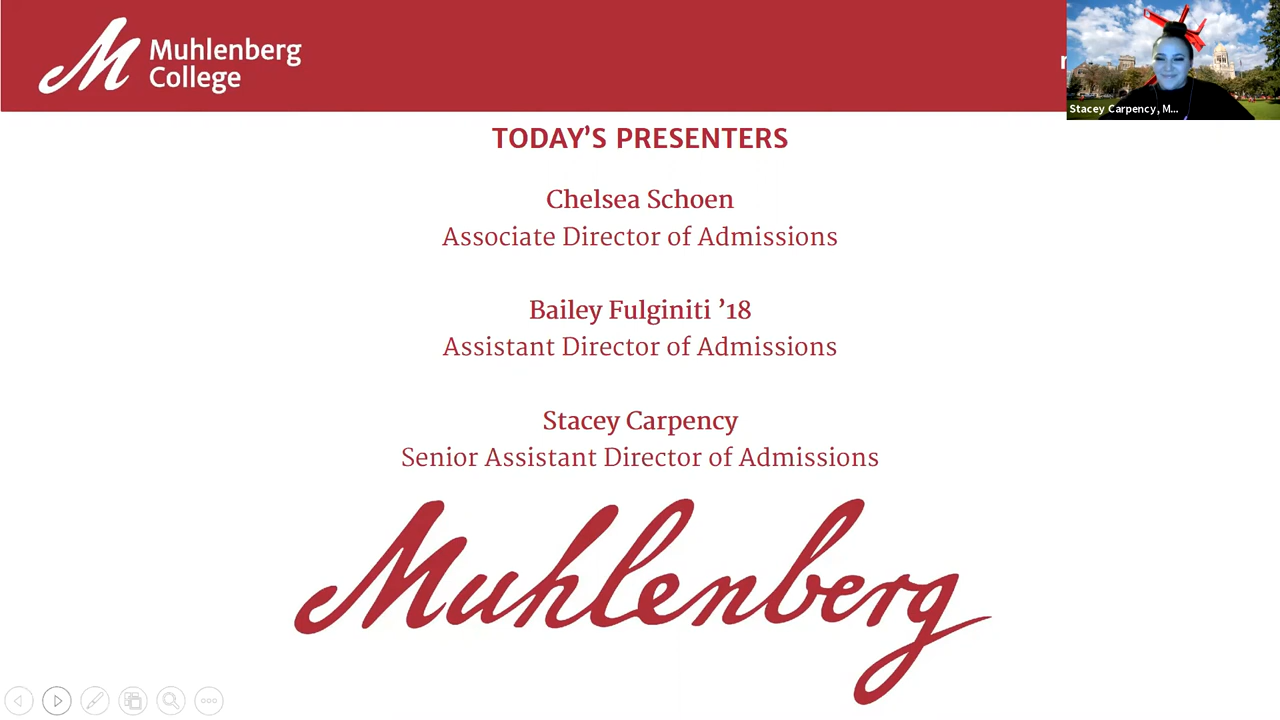 Muhlenberg
College
Stacey Carpency, M...
TODAY’S PRESENTERS
Chelsea Schoen
Associate Director of Admissions
Bailey Fulginiti ’18
Assistant Director of Admissions
Stacey Carpency
Senior Assistant Director of Admissions
Muhlenberg